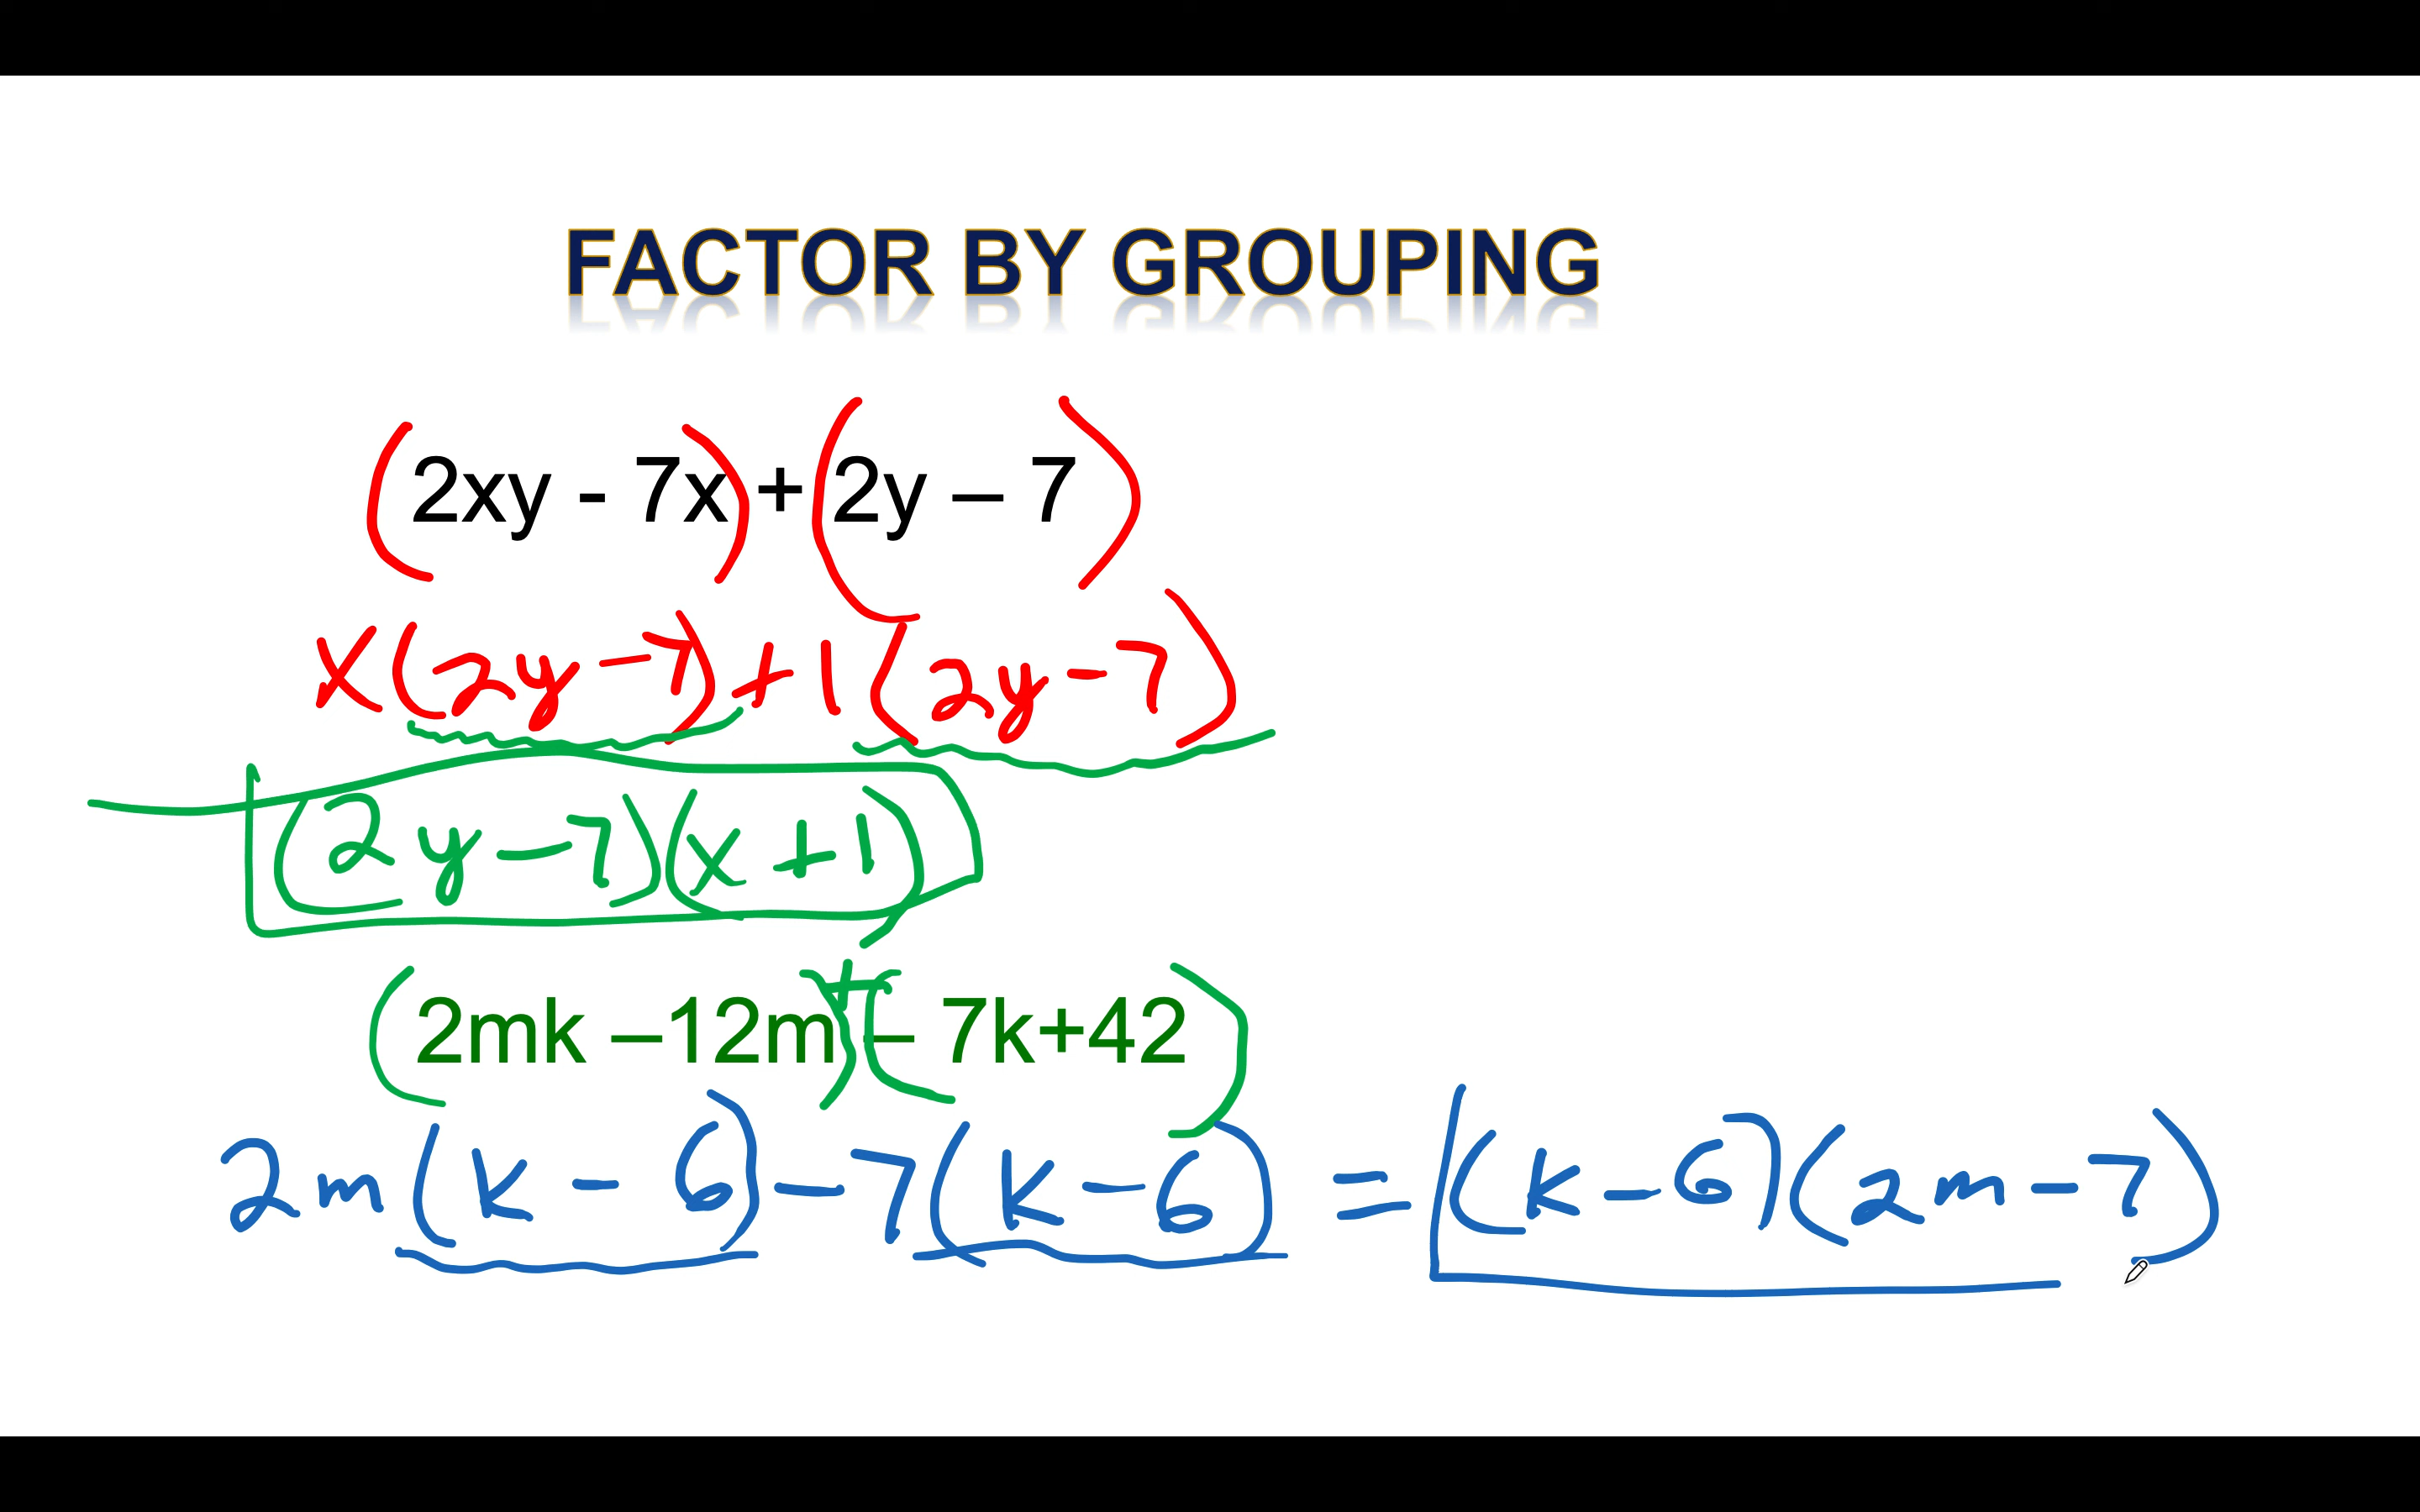 FACTOR BY GROUPING
(2xy - 7x) + (2y – 7)
x(2y-7)+1(2y-7)
(2y-7)(x+1)
(2mk –12m)+(– 7k+42)
2m(k-6)-7(k-6) = (k-6)(2m-7)